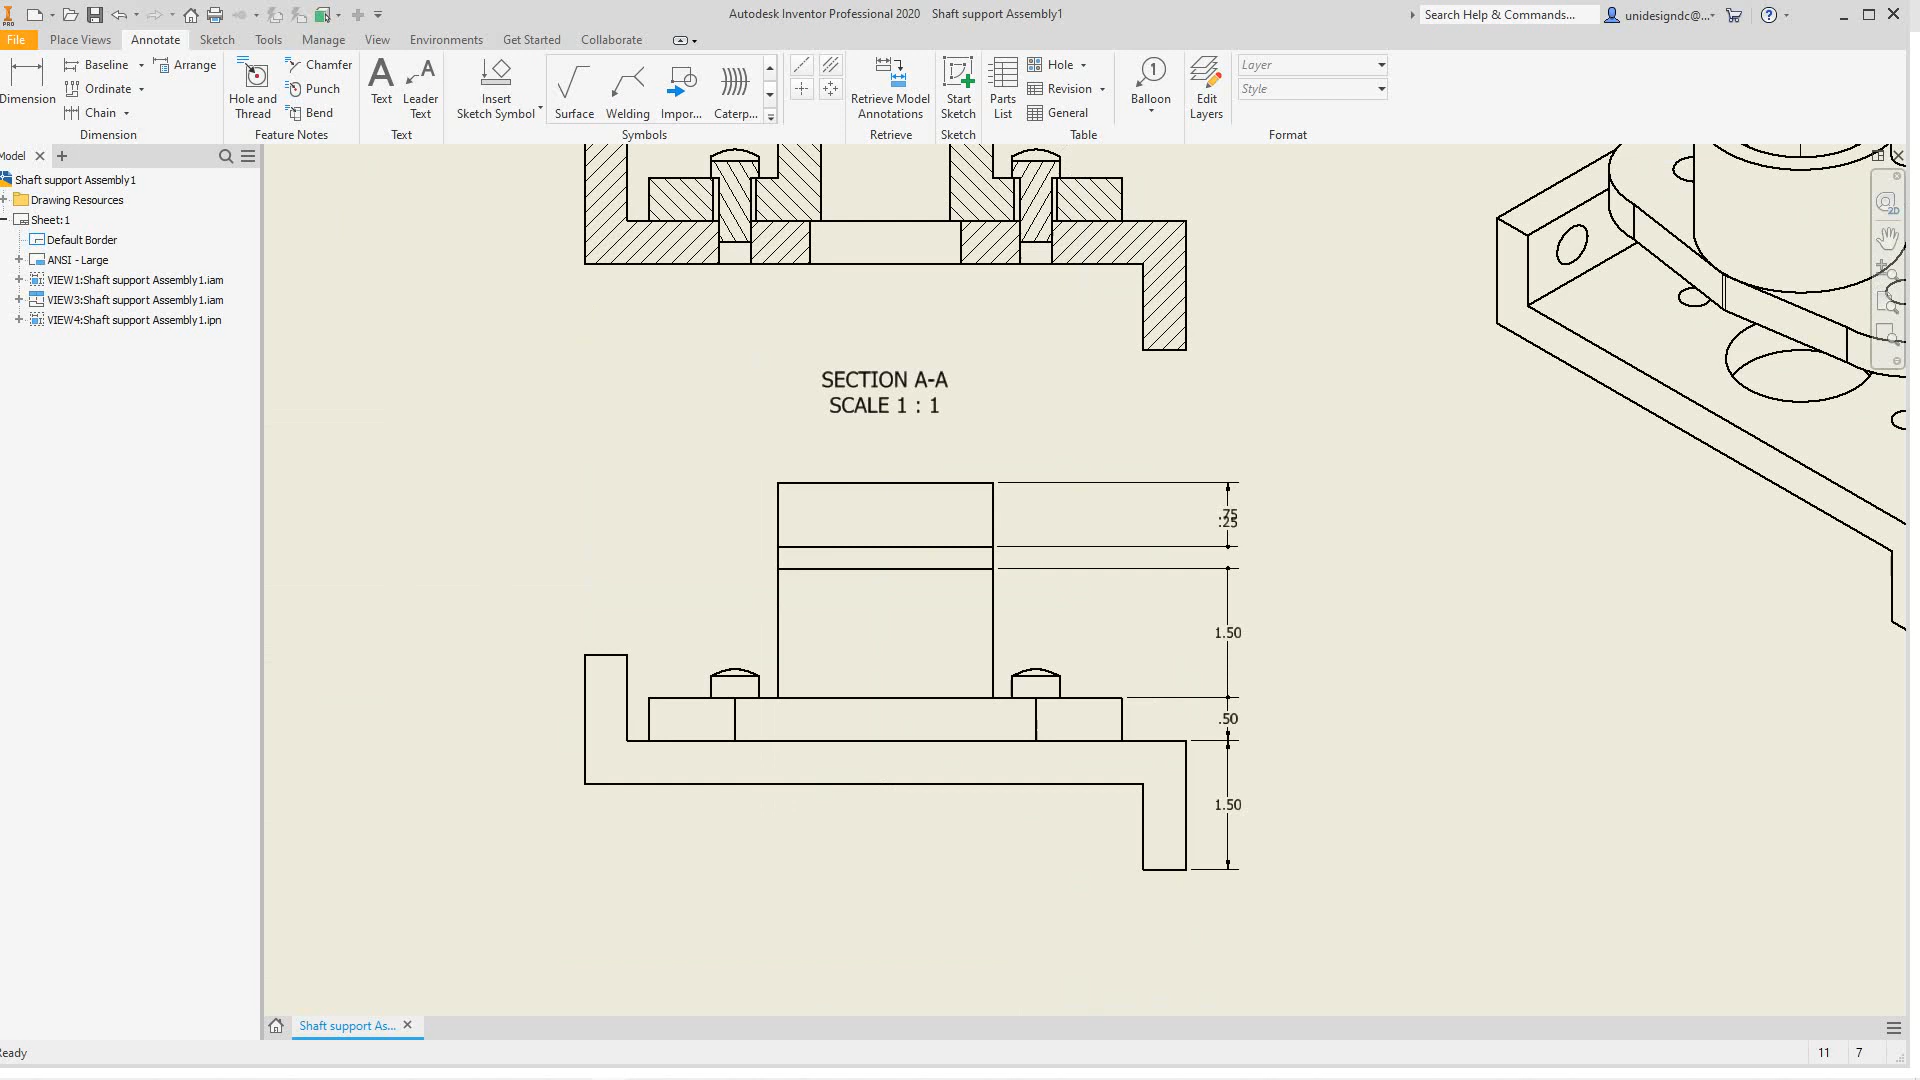 Autodesk Inventor Professional 2020 Shaft support Assembly1
Search Help & Commands...
unidesigndc@...
PRO
File Place Views Annotate Sketch Tools Manage View Environments Get Started Collaborate
Dimension
Baseline
Ordinate
Chain
Arrange
Dimension
Hole and Thread
Chamfer
Punch
Bend
Feature Notes
Text
Leader Text
Text
Insert Sketch Symbol
Surface
Welding
Impor...
Caterp...
Symbols
Retrieve Model Annotations
Retrieve
Start Sketch
Sketch
Parts List
Hole
Revision
General
Table
Balloon
Edit Layers
Layer
Style
Format
Model
Shaft support Assembly1
Drawing Resources
Sheet:1
Default Border
ANSI - Large
VIEW1:Shaft support Assembly1.iam
VIEW3:Shaft support Assembly1.iam
VIEW4:Shaft support Assembly1.ipn
2D
SECTION A-A
SCALE 1 : 1
.75
.25
1.50
.50
1.50
Shaft support As...
Ready
11 7